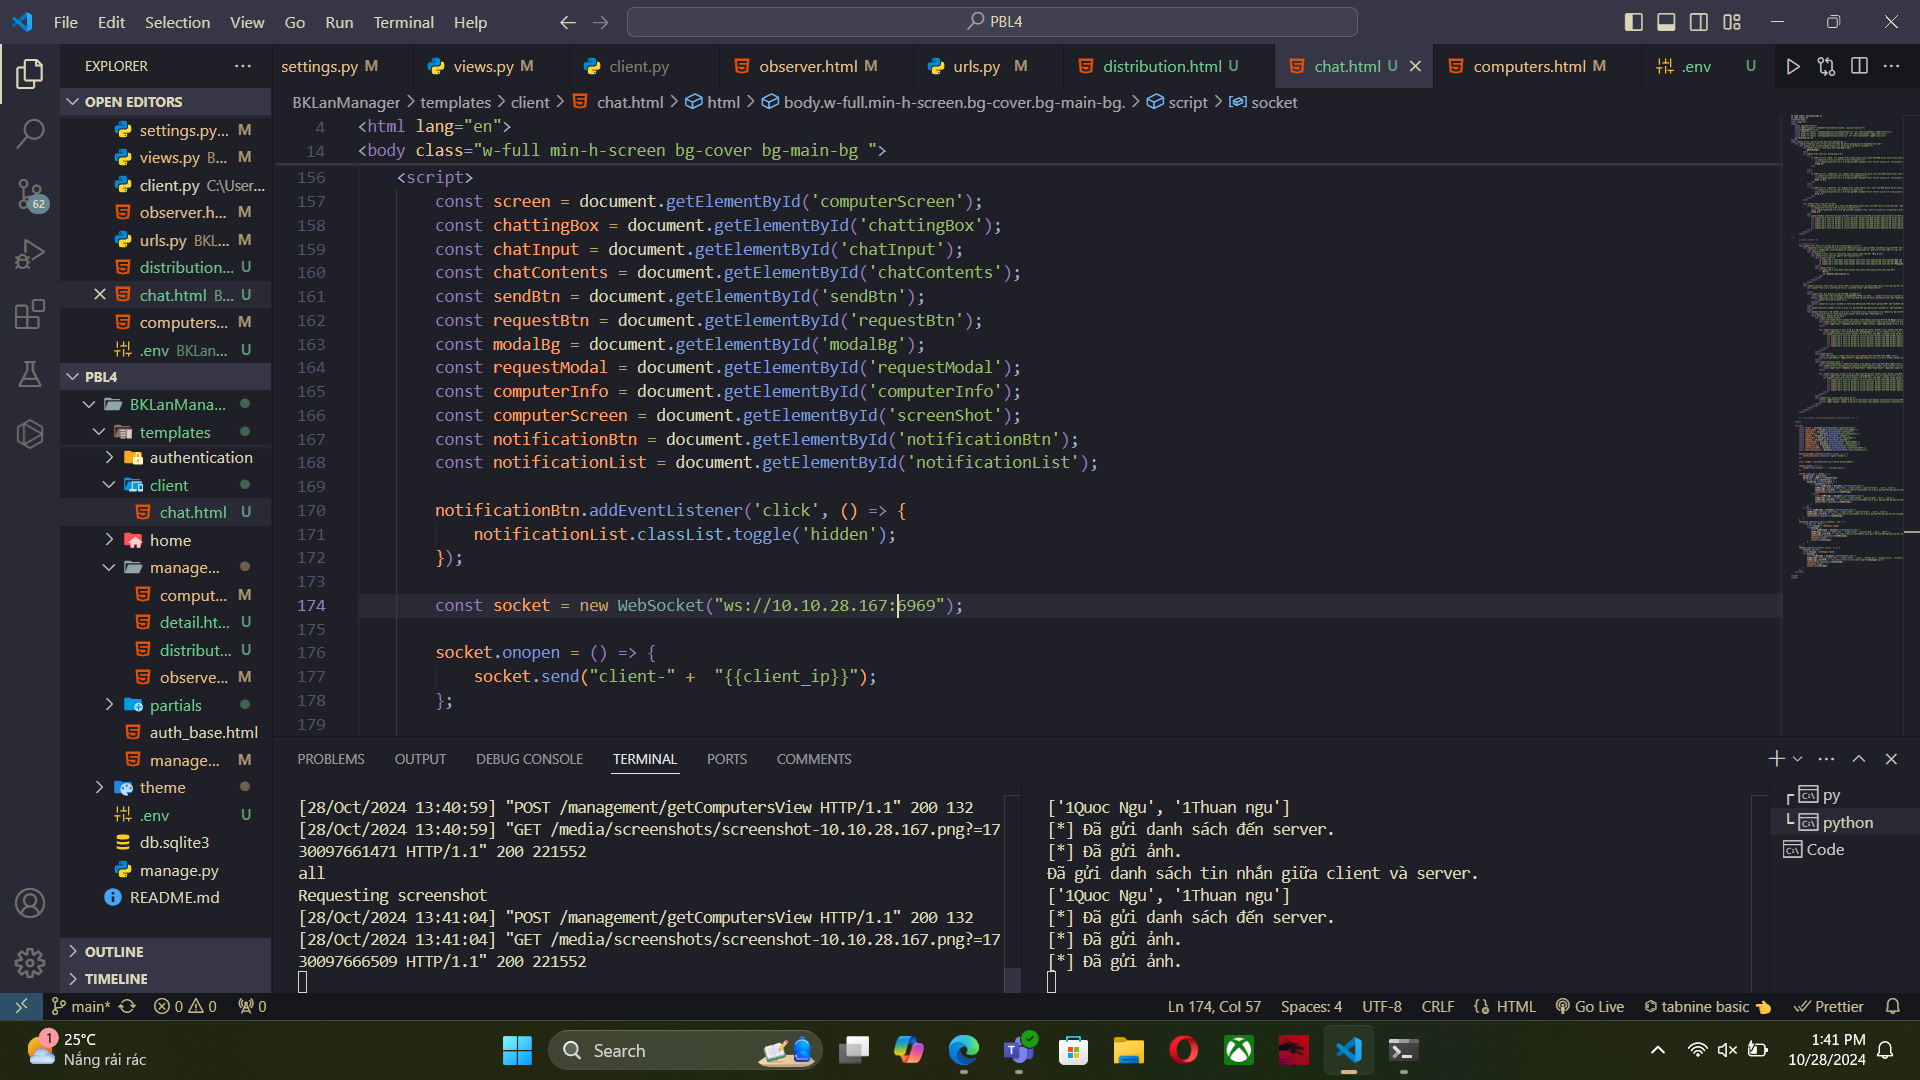 File Edit Selection View Go Run Terminal Help
PBL4
EXPLORER
settings.py M
views.py M
client.py
observer.html M
urls.py M
distribution.html U
chat.html U
computers.html M
.env U
BKLanManager > templates > client > chat.html > html > body.w-full.min-h-screen.bg-cover.bg-main-bg. > script > socket
OPEN EDITORS
settings.py... M
views.py B... M
client.py C:\User...
observer.h... M
urls.py BKL... M
distribution... U
chat.html B... U
computers... M
.env BKLan... U
PBL4
BKLanMana...
templates
authentication
client
chat.html U
home
manage...
comput... M
detail.ht... U
distribut... U
observe... M
partials
auth_base.html
manage... M
theme
.env U
db.sqlite3
manage.py
README.md
OUTLINE
TIMELINE
62
4 <html lang="en">
14 <body class="w-full min-h-screen bg-cover bg-main-bg ">
156 <script>
157 const screen = document.getElementById('computerScreen');
158 const chattingBox = document.getElementById('chattingBox');
159 const chatInput = document.getElementById('chatInput');
160 const chatContents = document.getElementById('chatContents');
161 const sendBtn = document.getElementById('sendBtn');
162 const requestBtn = document.getElementById('requestBtn');
163 const modalBg = document.getElementById('modalBg');
164 const requestModal = document.getElementById('requestModal');
165 const computerInfo = document.getElementById('computerInfo');
166 const computerScreen = document.getElementById('screenShot');
167 const notificationBtn = document.getElementById('notificationBtn');
168 const notificationList = document.getElementById('notificationList');
169
170 notificationBtn.addEventListener('click', () => {
171 notificationList.classList.toggle('hidden');
172 });
173
174 const socket = new WebSocket("ws://10.10.28.167:6969");
175
176 socket.onopen = () => {
177 socket.send("client-" + "{{client_ip}}");
178 };
179
PROBLEMS OUTPUT DEBUG CONSOLE TERMINAL PORTS COMMENTS
[28/Oct/2024 13:40:59] "POST /management/getComputersView HTTP/1.1" 200 132
[28/Oct/2024 13:40:59] "GET /media/screenshots/screenshot-10.10.28.167.png?=17
30097661471 HTTP/1.1" 200 221552
all
Requesting screenshot
[28/Oct/2024 13:41:04] "POST /management/getComputersView HTTP/1.1" 200 132
[28/Oct/2024 13:41:04] "GET /media/screenshots/screenshot-10.10.28.167.png?=17
30097666509 HTTP/1.1" 200 221552
['1Quoc Ngu', '1Thuan ngu']
[*] Đã gửi danh sách đến server.
[*] Đã gửi ảnh.
Đã gửi danh sách tin nhắn giữa client và server.
['1Quoc Ngu', '1Thuan ngu']
[*] Đã gửi danh sách đến server.
[*] Đã gửi ảnh.
[*] Đã gửi ảnh.
py
python
Code
main* 0 0 0
Ln 174, Col 57 Spaces: 4 UTF-8 CRLF HTML Go Live tabnine basic Prettier
1 25°C
Nắng rải rác
Search
1:41 PM
10/28/2024